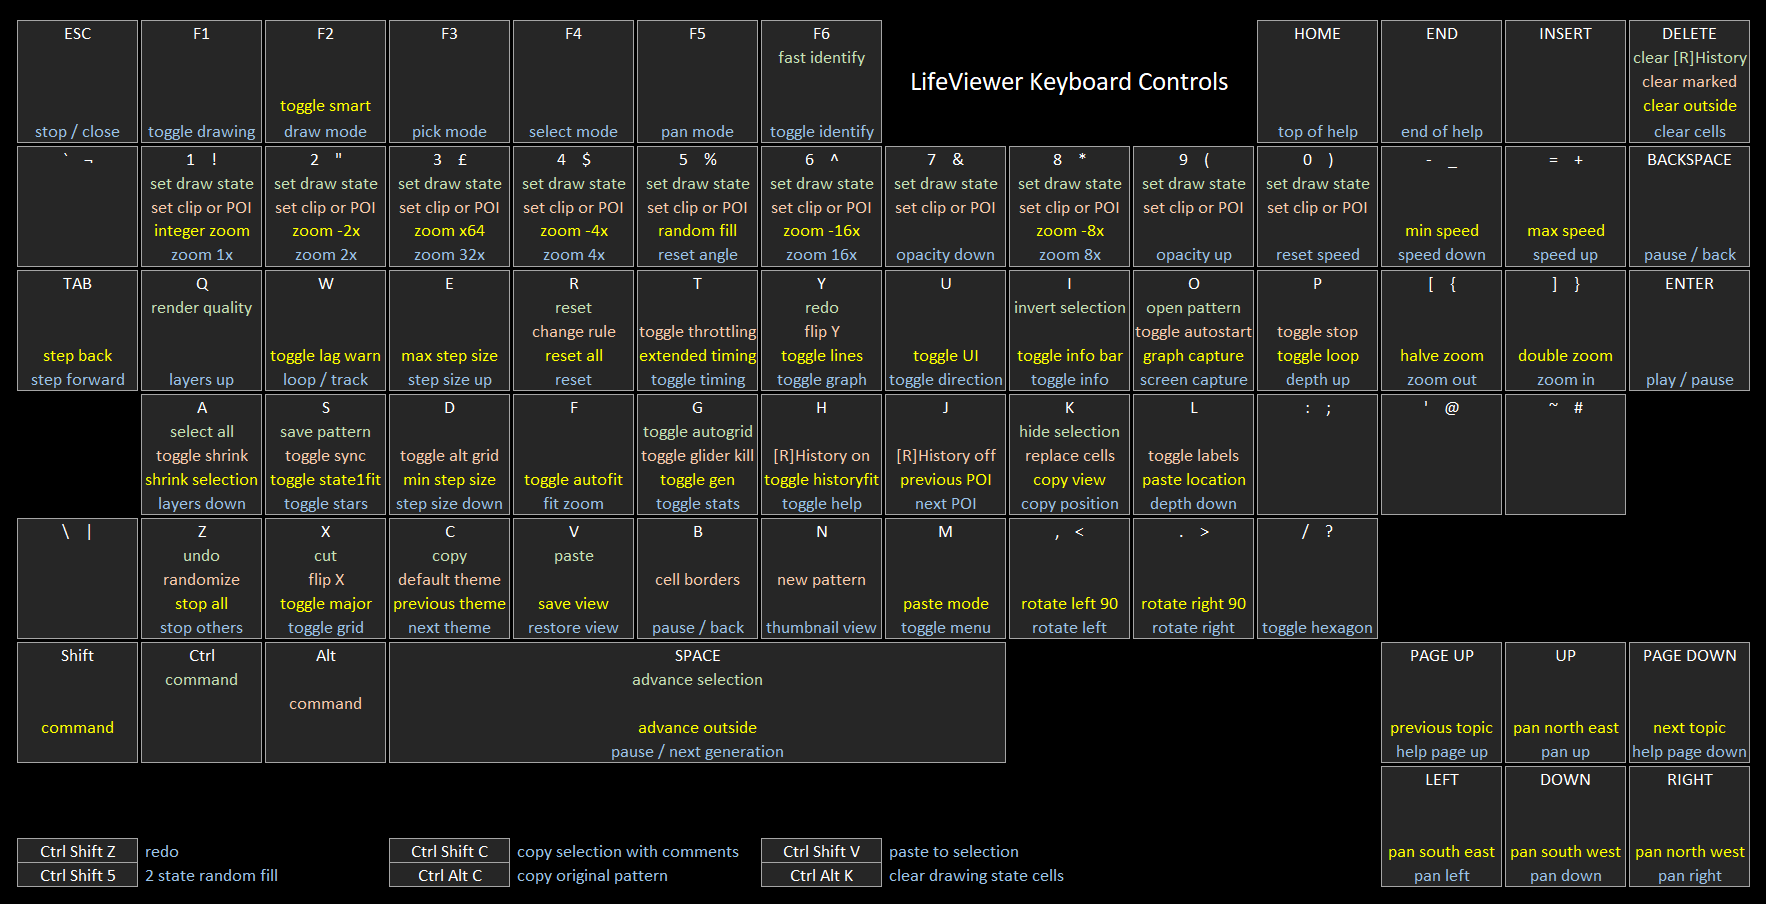 LifeViewer Keyboard Controls
ESC
stop / close
F1
toggle drawing
F2
toggle smart
draw mode
F3
pick mode
F4
select mode
F5
pan mode
F6
fast identify
toggle identify
HOME
top of help
END
end of help
INSERT
DELETE
clear [R]History
clear marked
clear outside
clear cells
` ¬
1 !
set draw state
set clip or POI
integer zoom
zoom 1x
2 "
set draw state
set clip or POI
zoom -2x
zoom 2x
3 £
set draw state
set clip or POI
zoom x64
zoom 32x
4 $
set draw state
set clip or POI
zoom -4x
zoom 4x
5 %
set draw state
set clip or POI
random fill
reset angle
6 ^
set draw state
set clip or POI
zoom -16x
zoom 16x
7 &
set draw state
set clip or POI
opacity down
8 *
set draw state
set clip or POI
zoom -8x
zoom 8x
9 (
set draw state
set clip or POI
opacity up
0 )
set draw state
set clip or POI
reset speed
- _
min speed
speed down
= +
max speed
speed up
BACKSPACE
pause / back
TAB
step back
step forward
Q
render quality
layers up
W
toggle lag warn
loop / track
E
max step size
step size up
R
reset
change rule
reset all
reset
T
toggle throttling
extended timing
toggle timing
Y
redo
flip Y
toggle lines
toggle graph
U
toggle UI
toggle direction
I
invert selection
toggle info bar
toggle info
O
open pattern
toggle autostart
graph capture
screen capture
P
toggle stop
toggle loop
depth up
[ {
halve zoom
zoom out
] }
double zoom
zoom in
ENTER
play / pause
A
select all
toggle shrink
shrink selection
layers down
S
save pattern
toggle sync
toggle state1fit
toggle stars
D
toggle alt grid
min step size
step size down
F
toggle autofit
fit zoom
G
toggle autogrid
toggle glider kill
toggle gen
toggle stats
H
[R]History on
toggle historyfit
toggle help
J
[R]History off
previous POI
next POI
K
hide selection
replace cells
copy view
copy position
L
toggle labels
paste location
depth down
: ;
' @
~ #
\ |
Z
undo
randomize
stop all
stop others
X
cut
flip X
toggle major
toggle grid
C
copy
default theme
previous theme
next theme
V
paste
save view
restore view
B
cell borders
pause / back
N
new pattern
thumbnail view
M
paste mode
toggle menu
, <
rotate left 90
rotate left
. >
rotate right 90
rotate right
/ ?
toggle hexagon
Shift
command
Ctrl
command
Alt
command
SPACE
advance selection
advance outside
pause / next generation
PAGE UP
previous topic
help page up
UP
pan north east
pan up
PAGE DOWN
next topic
help page down
LEFT
pan south east
pan left
DOWN
pan south west
pan down
RIGHT
pan north west
pan right
Ctrl Shift Z redo
Ctrl Shift 5 2 state random fill
Ctrl Shift C copy selection with comments
Ctrl Alt C copy original pattern
Ctrl Shift V paste to selection
Ctrl Alt K clear drawing state cells